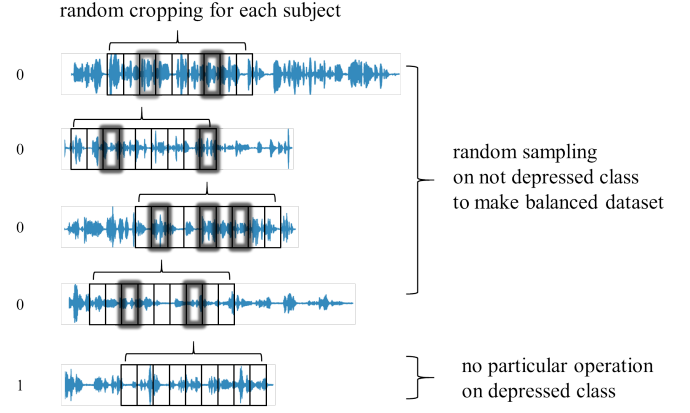 random cropping for each subject
0
0
random sampling
on not depressed class
to make balanced dataset
0
0
1
no particular operation
on depressed class